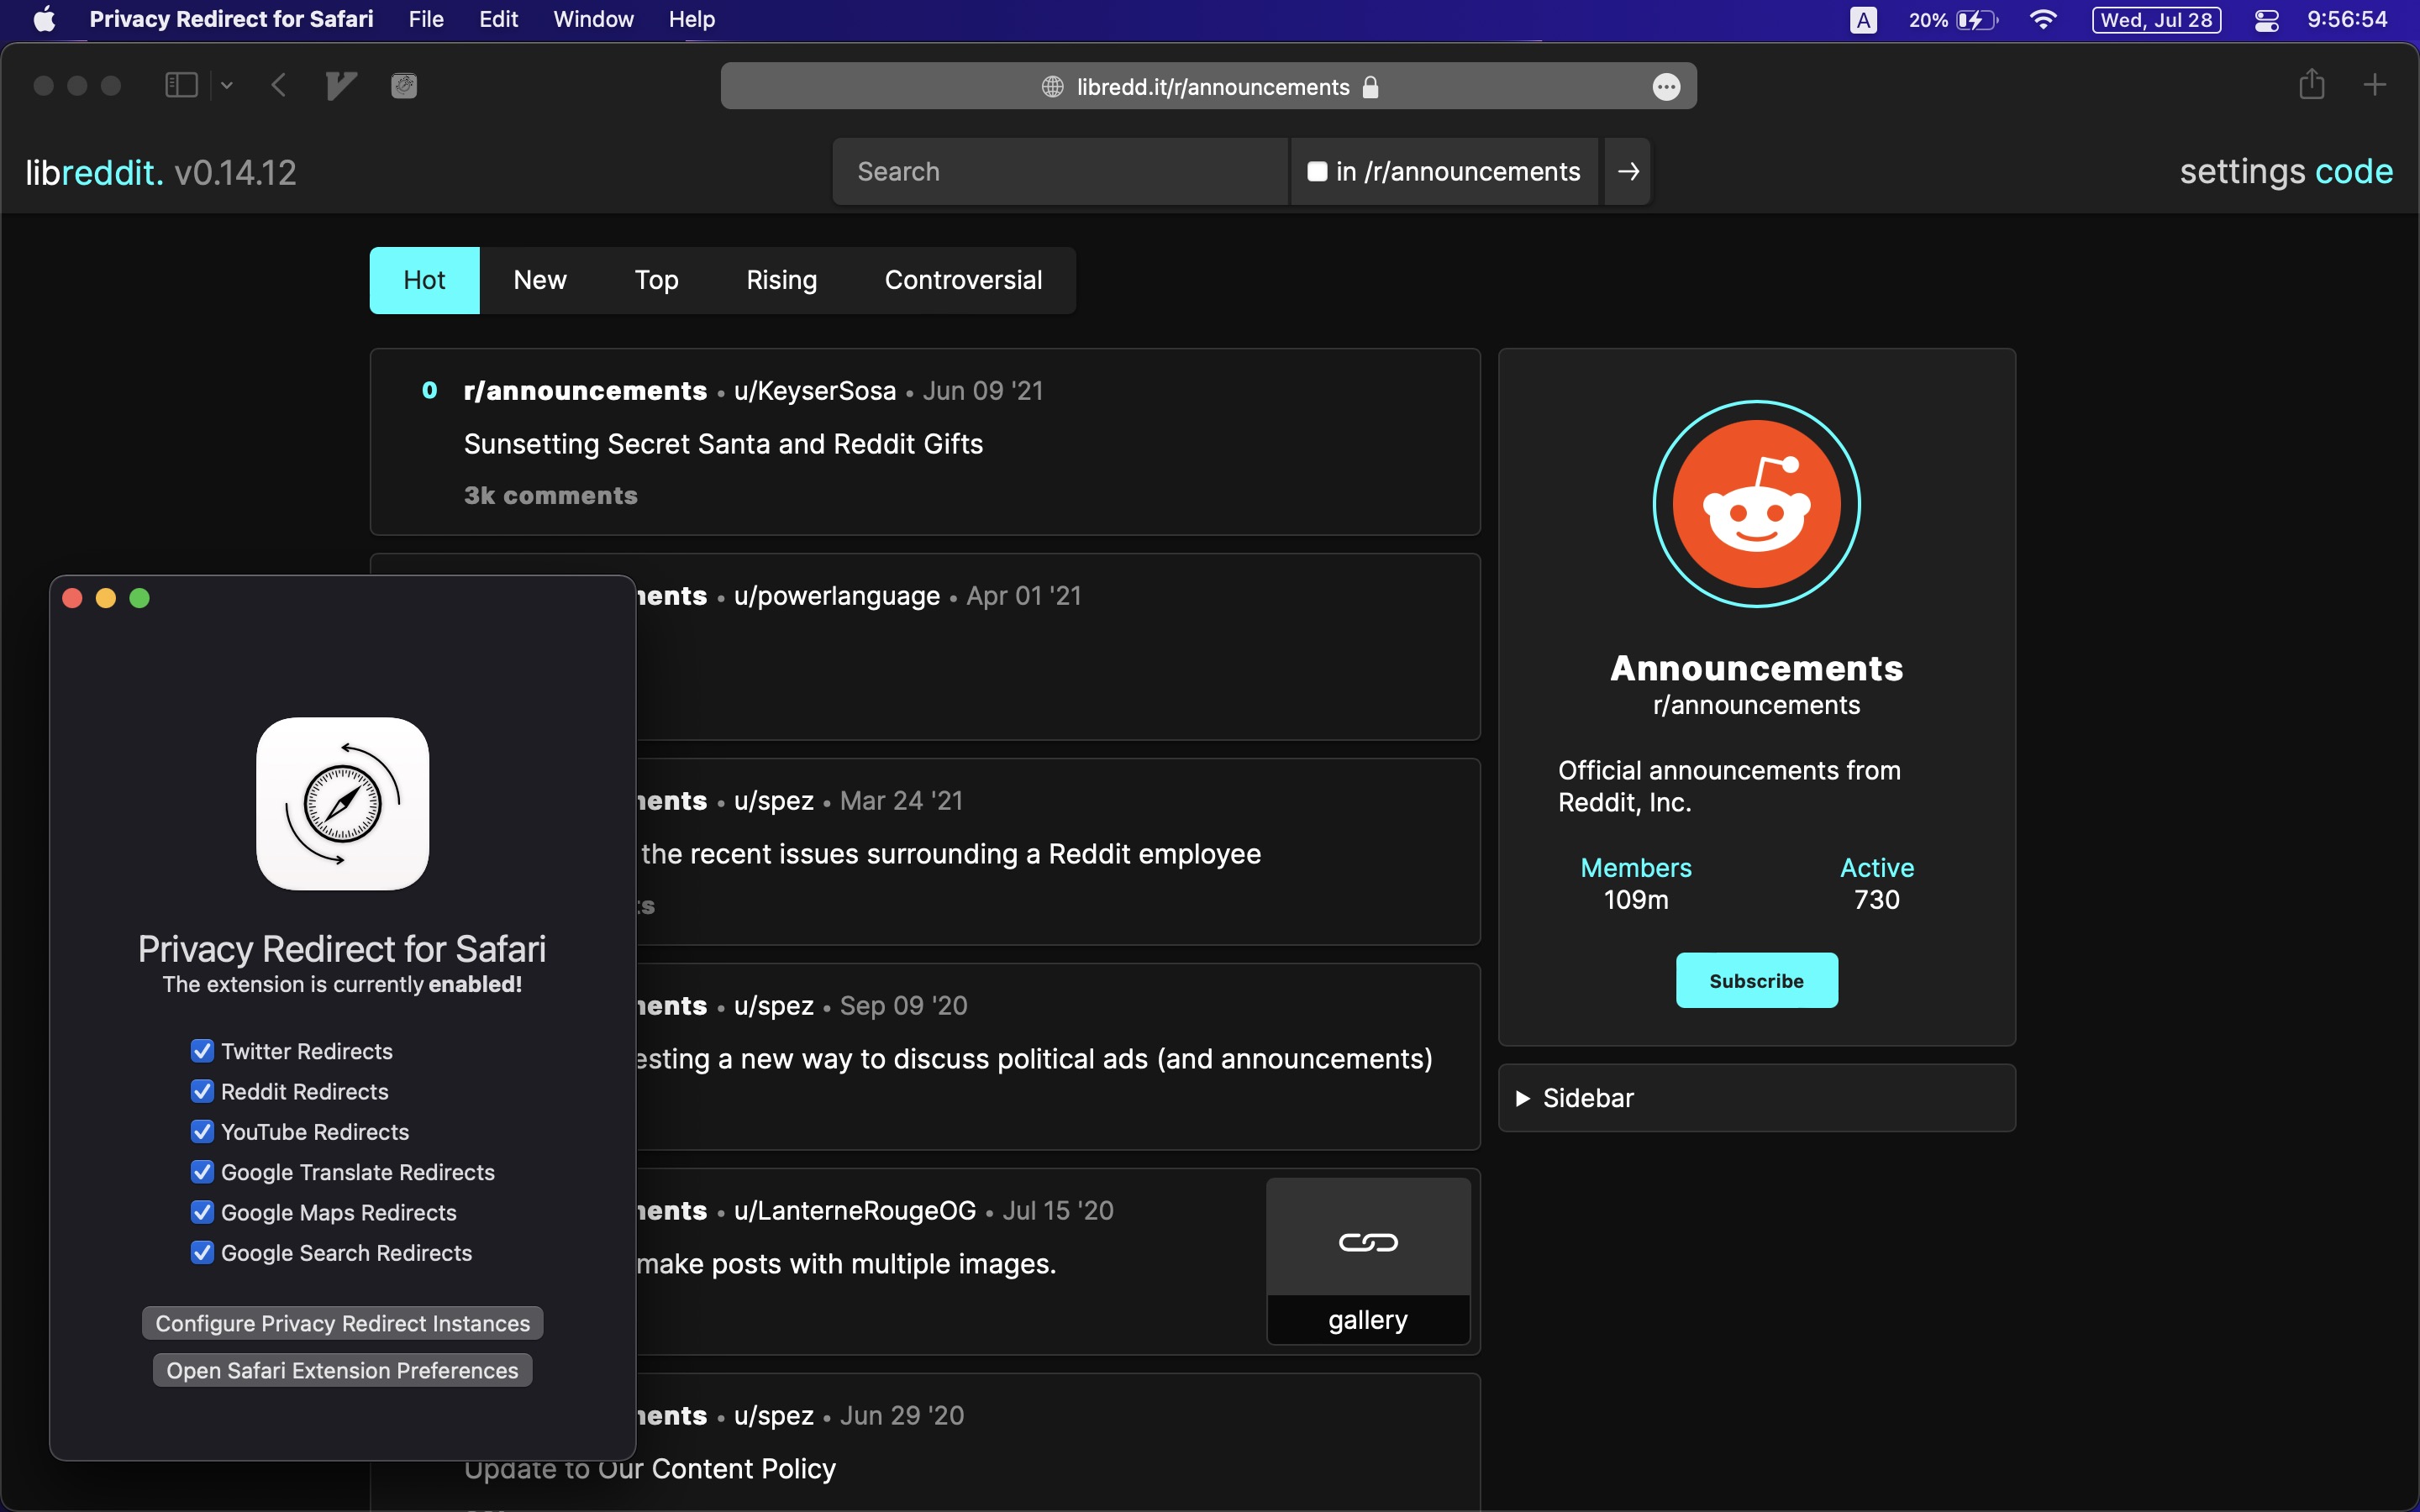 Privacy Redirect for Safari File Edit Window Help A 20% Wed, Jul 28 9:56:54
libredd.it/r/announcements
libreddit. v0.14.12 Search in /r/announcements → settings code
Hot New Top Rising Controversial
0 r/announcements • u/KeyserSosa • Jun 09 '21
Sunsetting Secret Santa and Reddit Gifts
3k comments
• u/powerlanguage • Apr 01 '21
• u/spez • Mar 24 '21
the recent issues surrounding a Reddit employee
• u/spez • Sep 09 '20
a new way to discuss political ads (and announcements)
• u/LanterneRougeOG • Jul 15 '20
make posts with multiple images.
gallery
• u/spez • Jun 29 '20
Update to Our Content Policy
Announcements
r/announcements
Official announcements from
Reddit, Inc.
Members Active
109m 730
Subscribe
Sidebar
Privacy Redirect for Safari
The extension is currently enabled!
Twitter Redirects
Reddit Redirects
YouTube Redirects
Google Translate Redirects
Google Maps Redirects
Google Search Redirects
Configure Privacy Redirect Instances
Open Safari Extension Preferences